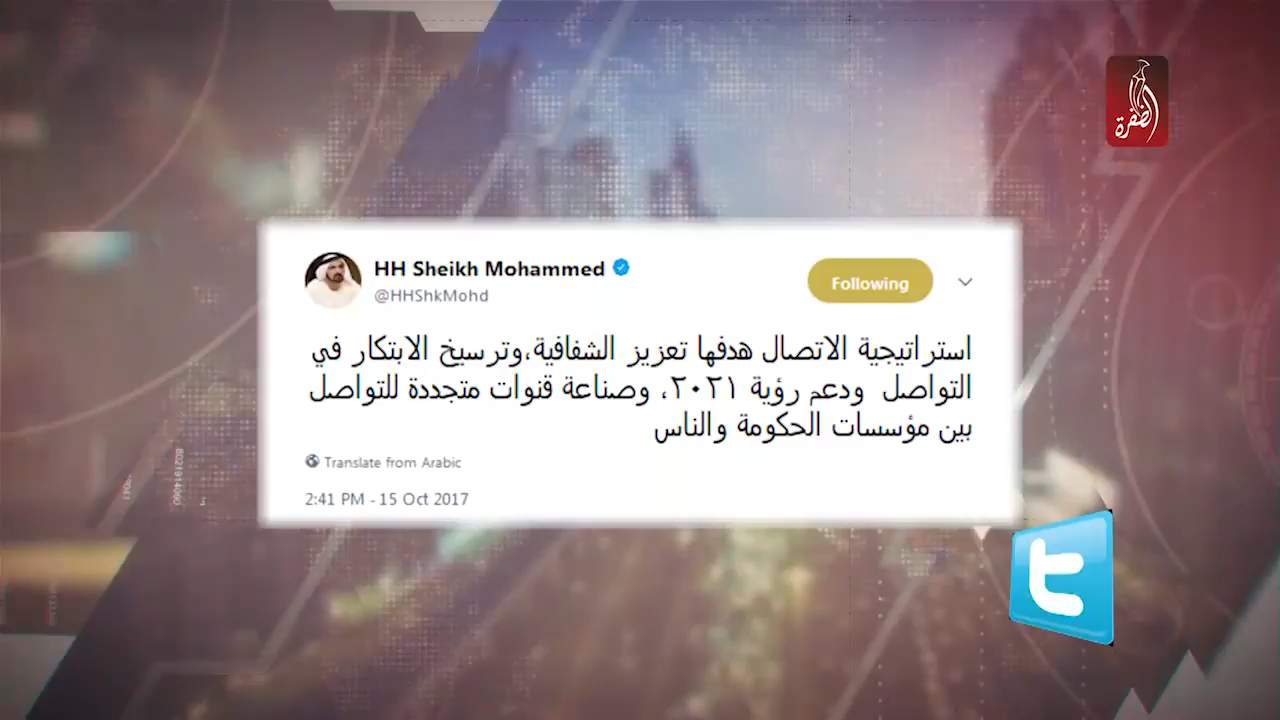 الظفرة
HH Sheikh Mohammed
@HHShkMohd
Following
استراتيجية الاتصال هدفها تعزيز الشفافية،وترسيخ الابتكار في
التواصل ودعم رؤية ٢٠٢١، وصناعة قنوات متجددة للتواصل
بين مؤسسات الحكومة والناس
Translate from Arabic
2:41 PM - 15 Oct 2017
t